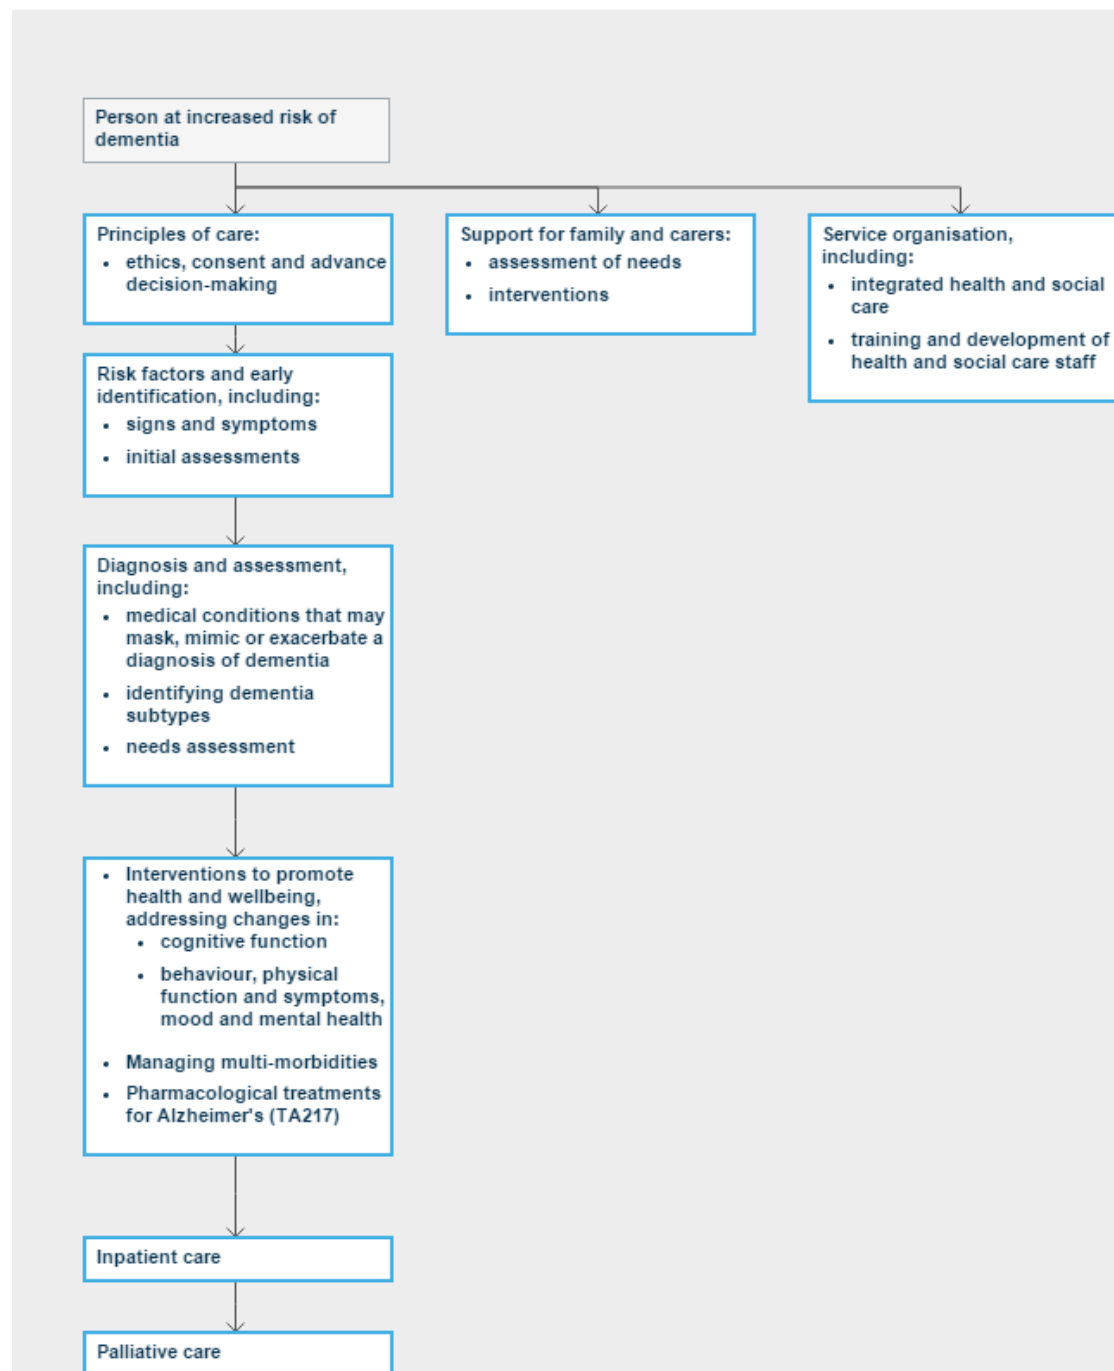 Person at increased risk of
dementia
Principles of care:
• ethics, consent and advance
decision-making
Support for family and carers:
• assessment of needs
• interventions
Service organisation,
including:
• integrated health and social
care
• training and development of
health and social care staff
Risk factors and early
identification, including:
• signs and symptoms
• initial assessments
Diagnosis and assessment,
including:
• medical conditions that may
mask, mimic or exacerbate a
diagnosis of dementia
• identifying dementia
subtypes
• needs assessment
• Interventions to promote
health and wellbeing,
addressing changes in:
• cognitive function
• behaviour, physical
function and symptoms,
mood and mental health
• Managing multi-morbidities
• Pharmacological treatments
for Alzheimer's (TA217)
Inpatient care
Palliative care